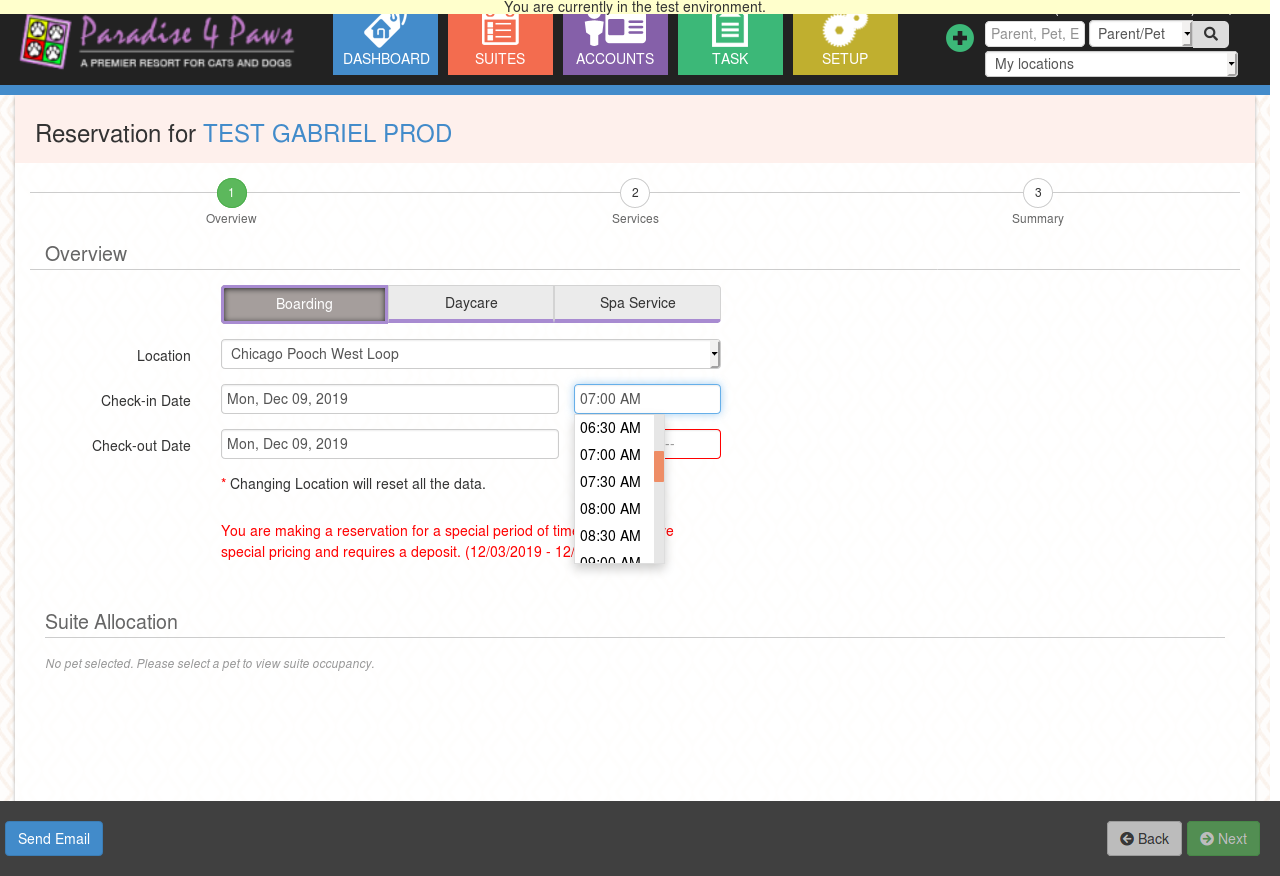 You are currently in the test environment.
Paradise 4 Paws
A PREMIER RESORT FOR CATS AND DOGS
DASHBOARD
SUITES
ACCOUNTS
TASK
SETUP
Parent, Pet, E
Parent/Pet
My locations
Reservation for TEST GABRIEL PROD
1
2
3
Overview
Services
Summary
Overview
Boarding
Daycare
Spa Service
Location
Chicago Pooch West Loop
Check-in Date
Mon, Dec 09, 2019
07:00 AM
Check-out Date
Mon, Dec 09, 2019
--
06:30 AM
07:00 AM
07:30 AM
08:00 AM
08:30 AM
09:00 AM
* Changing Location will reset all the data.
You are making a reservation for a special period of
special pricing and requires a deposit. (12/03/2019 - 12/
Suite Allocation
No pet selected. Please select a pet to view suite occupancy.
Send Email
Back
Next